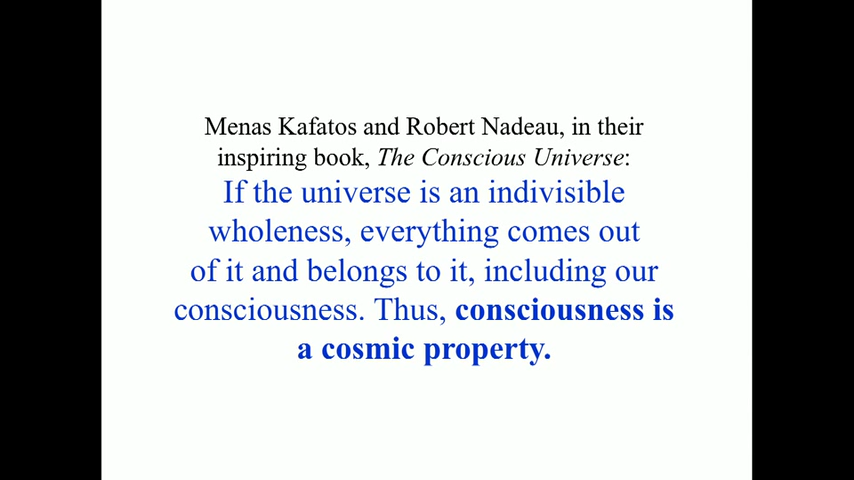 Menas Kafatos and Robert Nadeau, in their
inspiring book, The Conscious Universe:
If the universe is an indivisible
wholeness, everything comes out
of it and belongs to it, including our
consciousness. Thus, consciousness is
a cosmic property.